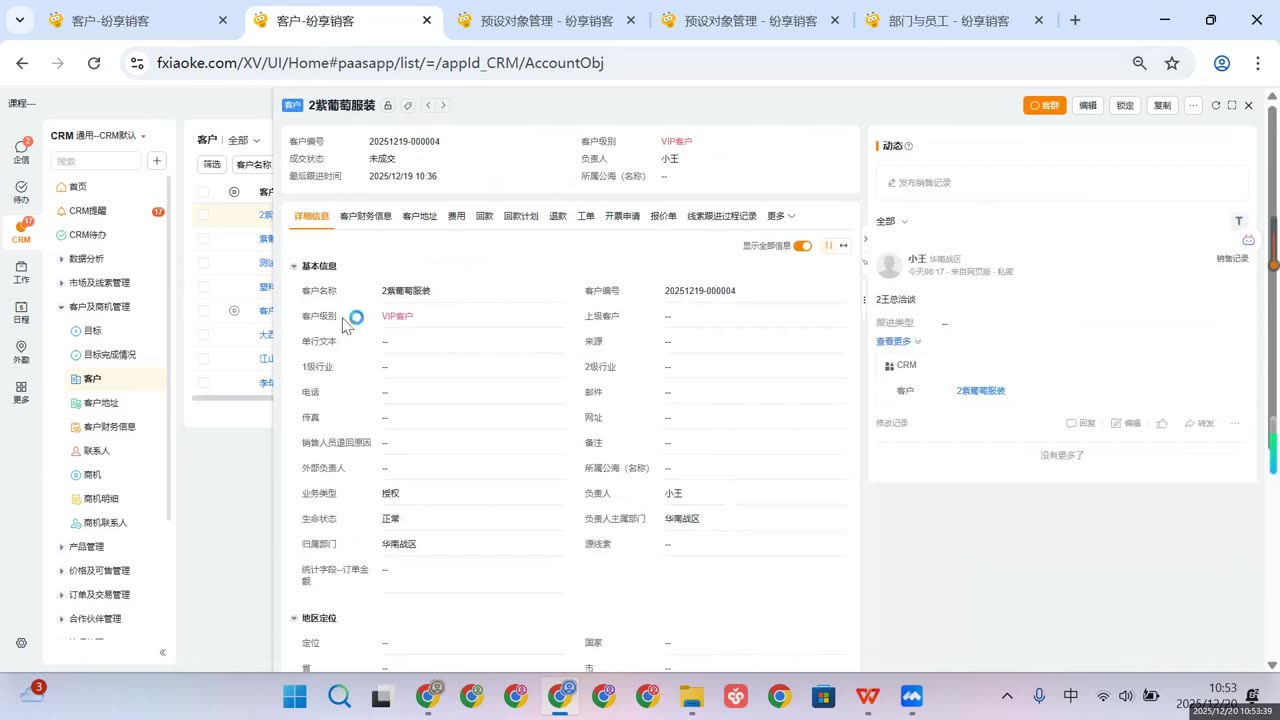 客户-纷享销客
客户-纷享销客
预设对象管理 - 纷享销客
预设对象管理 - 纷享销客
部门与员工 - 纷享销客
fxiaoke.com/XV/UI/Home#paasapp/list/=/appId_CRM/AccountObj
课程---
2
企信
待办
17
CRM
工作
日程
外勤
更多
CRM 通用--CRM默认
搜索
首页
CRM提醒
17
CRM待办
数据分析
市场及线索管理
客户及商机管理
目标
目标完成情况
客户
客户地址
客户财务信息
联系人
商机
商机明细
商机联系人
产品管理
价格及可售管理
订单及交易管理
合作伙伴管理
客户 全部
筛选 客户名称
客户 2紫葡萄服装
客群 编辑 锁定 复制 ...
客户编号 20251219-000004 客户级别 VIP客户
成交状态 未成交 负责人 小王
最后跟进时间 2025/12/19 10:36 所属公海（名称） --
详细信息 客户财务信息 客户地址 费用 回款 回款计划 退款 工单 开票申请 报价单 线索跟进过程记录 更多
显示全部信息
基本信息
客户名称 2紫葡萄服装 客户编号 20251219-000004
客户级别 VIP客户 上级客户 --
单行文本 -- 来源 --
1级行业 -- 2级行业 --
电话 -- 邮件 --
传真 -- 网址 --
销售人员退回原因 -- 备注 --
外部负责人 -- 所属公海（名称） --
业务类型 授权 负责人 小王
生命状态 正常 负责人主属部门 华南战区
归属部门 华南战区 源线索 --
统计字段--订单金额 --
地区定位
定位 -- 国家 --
省 -- 市 --
动态
发布销售记录
全部
小王 华南战区 销售记录
今天08:17 - 来自网页版 - 私密
2王总洽谈
跟进类型 --
查看更多
CRM
客户 2紫葡萄服装
修改记录 回复 编辑 转发 ...
没有更多了
3
中
10:53
2025/12/20
2025/12/20 10:53:39